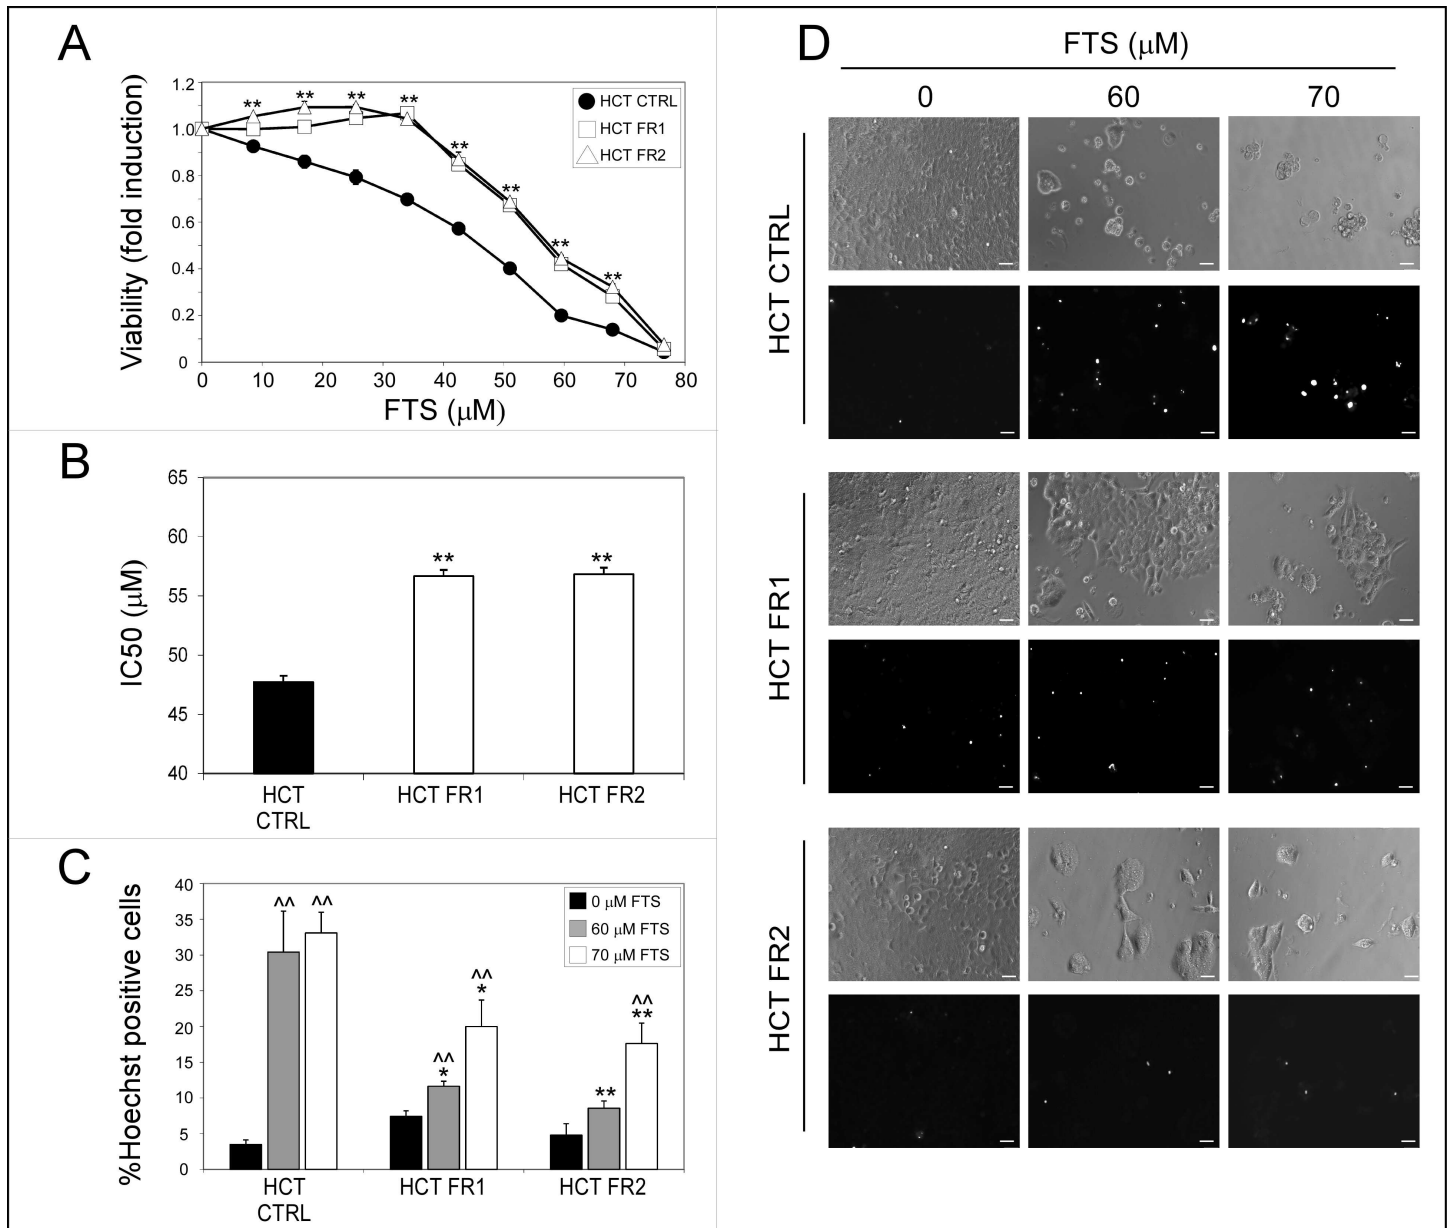 A
Viability (fold induction)
1.2
1.0
0.8
0.6
0.4
0.2
0
** ** ** ** ** ** ** **
HCT CTRL
HCT FR1
HCT FR2
0 10 20 30 40 50 60 70 80
FTS (μM)
B
IC50 (μM)
65
60
55
50
45
40
** **
HCT CTRL
HCT FR1
HCT FR2
C
%Hoechst positive cells
40
35
30
25
20
15
10
5
0
^^ ^^
^^
*
^^
*
**
^^
**
0 μM FTS
60 μM FTS
70 μM FTS
HCT CTRL
HCT FR1
HCT FR2
D
FTS (μM)
0 60 70
HCT CTRL
HCT FR1
HCT FR2